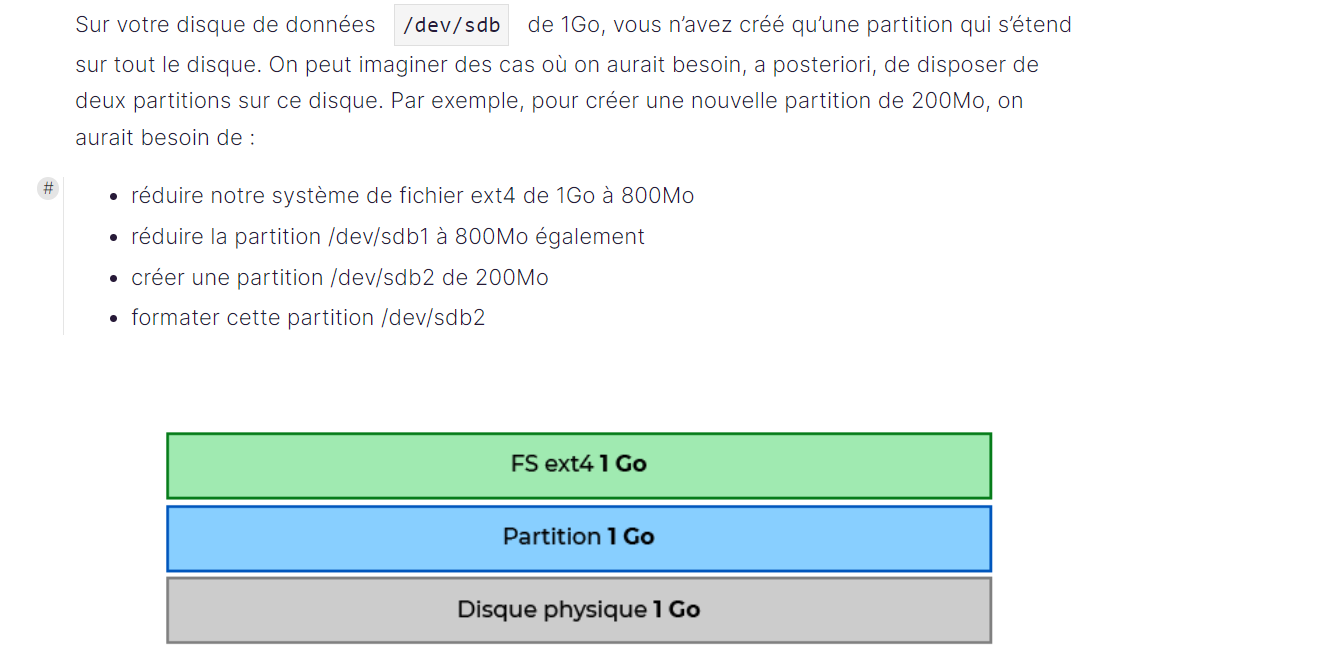 Sur votre disque de données /dev/sdb de 1Go, vous n’avez créé qu’une partition qui s’étend
sur tout le disque. On peut imaginer des cas où on aurait besoin, a posteriori, de disposer de
deux partitions sur ce disque. Par exemple, pour créer une nouvelle partition de 200Mo, on
aurait besoin de :
#
• réduire notre système de fichier ext4 de 1Go à 800Mo
• réduire la partition /dev/sdb1 à 800Mo également
• créer une partition /dev/sdb2 de 200Mo
• formater cette partition /dev/sdb2
FS ext4 1 Go
Partition 1 Go
Disque physique 1 Go